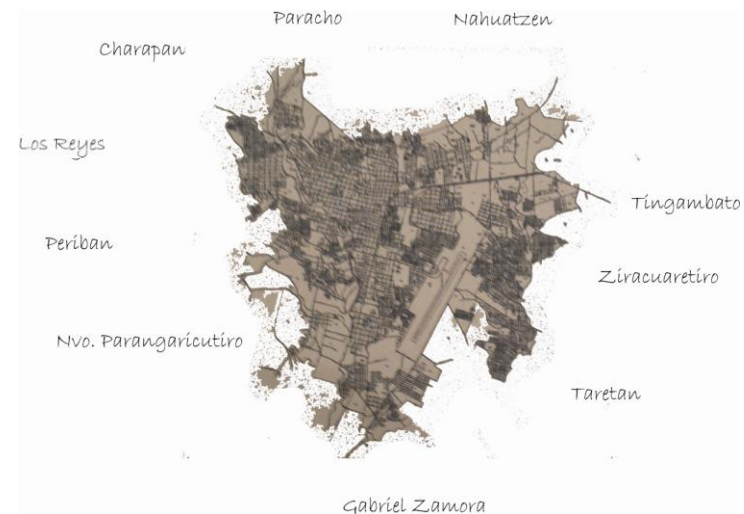 Paracho
Nahuatzen
Charapan
Los Reyes
Tingambato
Periban
Ziracuaretiro
Nvo. Parangaricutiro
Taretan
Gabriel Zamora